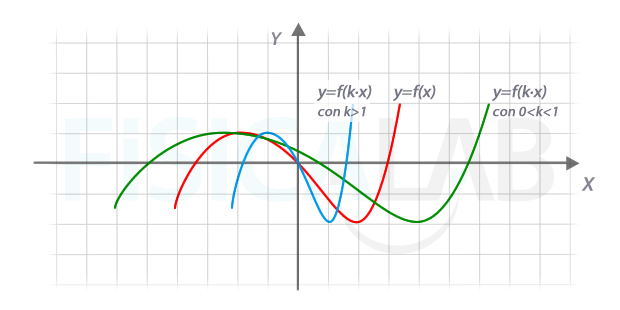 Y
y=f(k·x)
con k>1
y=f(x)
y=f(k·x)
con 0<k<1
FISICALAB
X